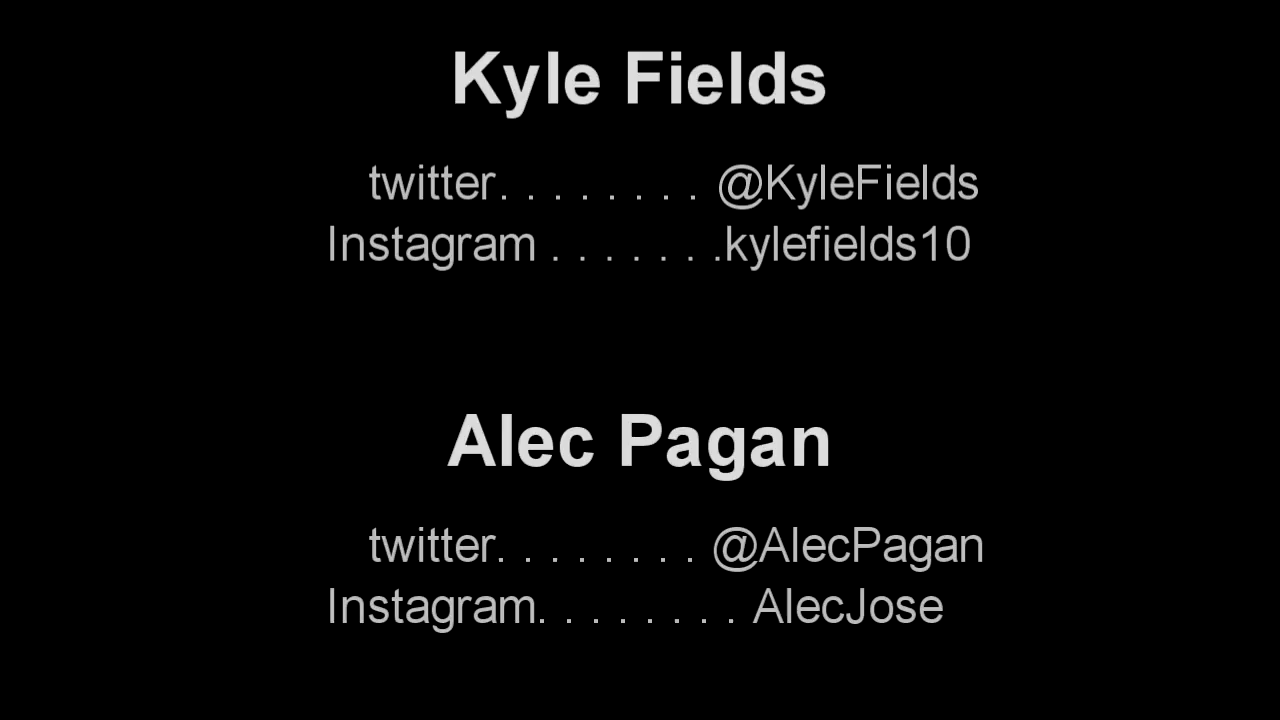 Kyle Fields
twitter. . . . . . . . @KyleFields
Instagram . . . . . . .kylefields10
Alec Pagan
twitter. . . . . . . . @AlecPagan
Instagram. . . . . . . . AlecJose